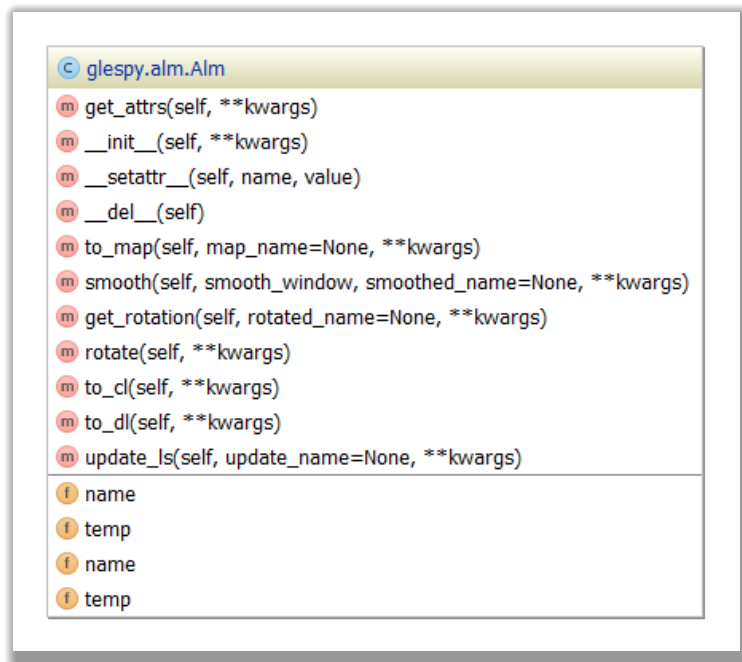 C glespy.alm.Alm
m get_attrs(self, **kwargs)
m __init__(self, **kwargs)
m __setattr__(self, name, value)
m __del__(self)
m to_map(self, map_name=None, **kwargs)
m smooth(self, smooth_window, smoothed_name=None, **kwargs)
m get_rotation(self, rotated_name=None, **kwargs)
m rotate(self, **kwargs)
m to_cl(self, **kwargs)
m to_dl(self, **kwargs)
m update_ls(self, update_name=None, **kwargs)
f name
f temp
f name
f temp